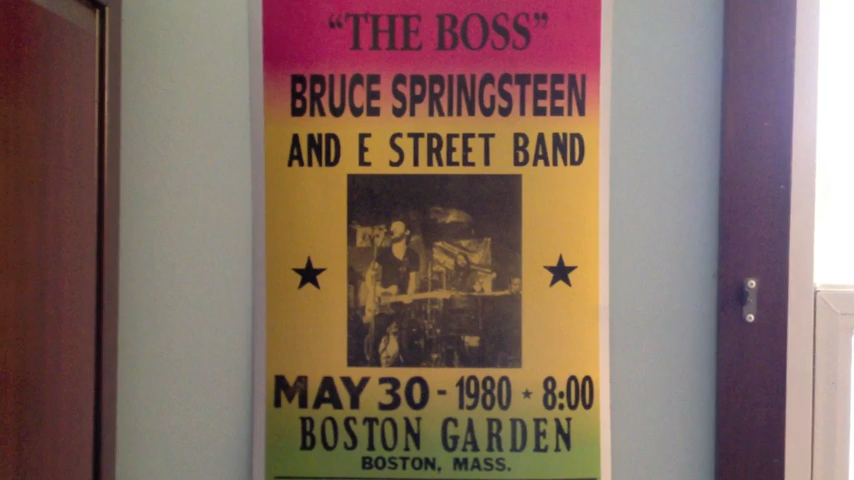 "THE BOSS"
BRUCE SPRINGSTEEN
AND E STREET BAND
MAY 30 - 1980 ★ 8:00
BOSTON GARDEN
BOSTON, MASS.